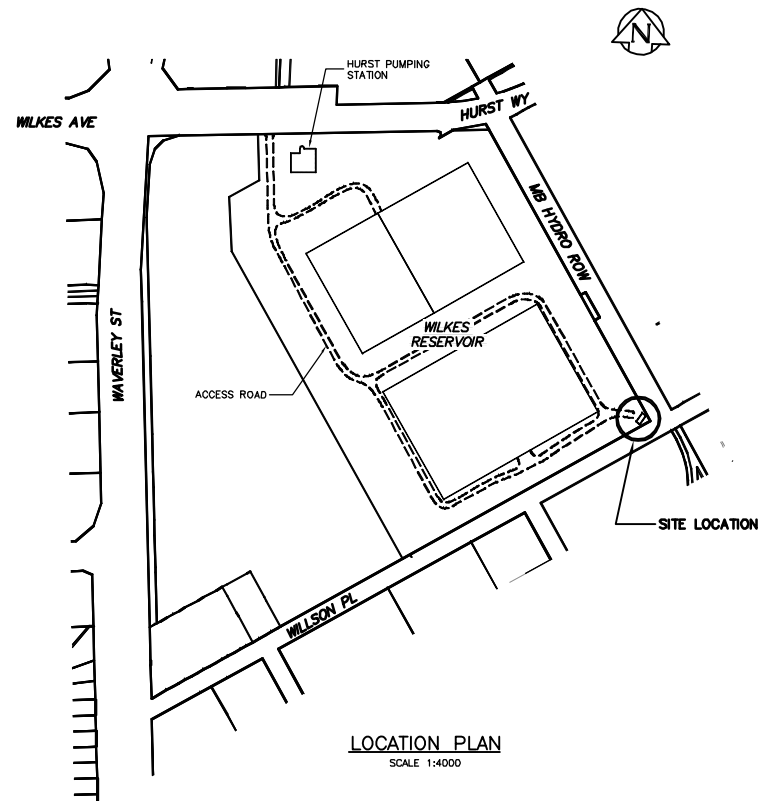 N
HURST PUMPING
STATION
WILKES AVE
HURST WY
MB HYDRO ROW
WAVERLEY ST
WILKES
RESERVOIR
ACCESS ROAD
SITE LOCATION
WILLSON PL
LOCATION PLAN
SCALE 1:4000